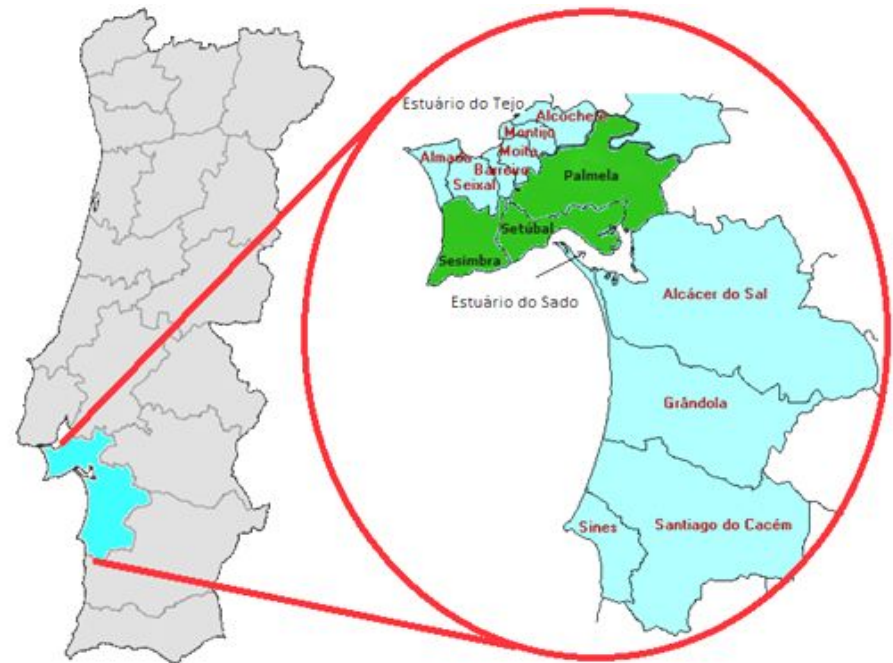 Estuário do Tejo
Alcochete
Montijo
Moita
Almada
Barreiro
Seixal
Palmela
Setúbal
Sesimbra
Estuário do Sado
Alcácer do Sal
Grândola
Sines
Santiago do Cacém